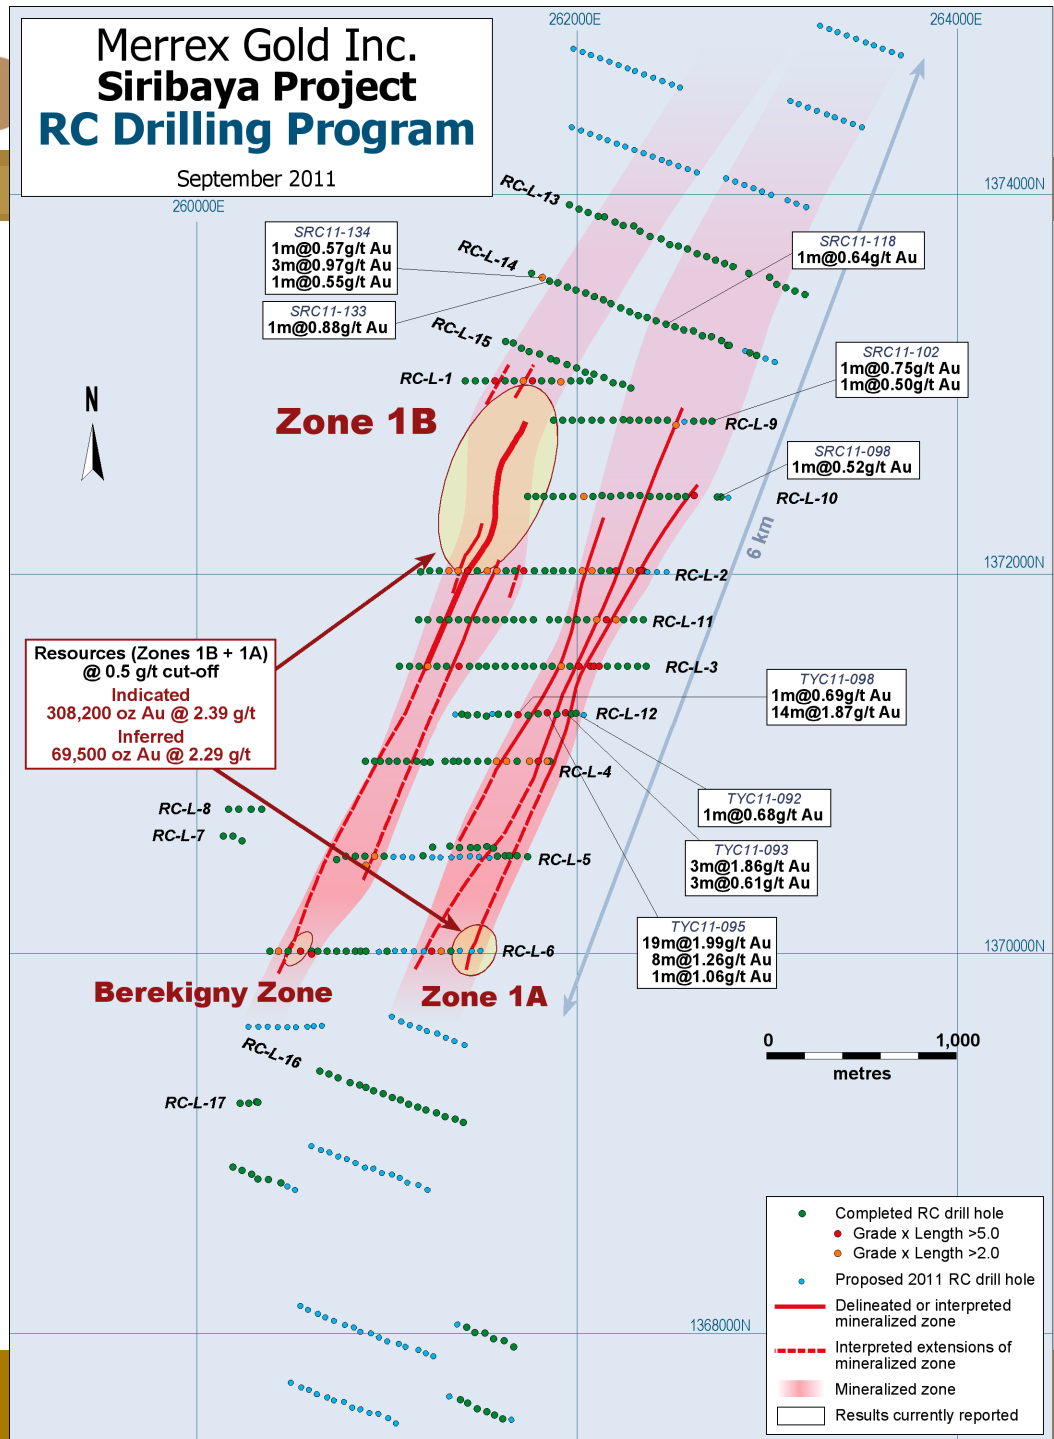 Merrex Gold Inc.
Siribaya Project
RC Drilling Program
September 2011
260000E
262000E
264000E
1374000N
RC-L-13
SRC11-134
1m@0.57g/t Au
3m@0.97g/t Au
1m@0.55g/t Au
RC-L-14
SRC11-118
1m@0.64g/t Au
SRC11-133
1m@0.88g/t Au
RC-L-15
SRC11-102
1m@0.75g/t Au
1m@0.50g/t Au
RC-L-1
N
Zone 1B
RC-L-9
SRC11-098
1m@0.52g/t Au
RC-L-10
6 km
1372000N
RC-L-2
RC-L-11
Resources (Zones 1B + 1A)
@ 0.5 g/t cut-off
Indicated
308,200 oz Au @ 2.39 g/t
Inferred
69,500 oz Au @ 2.29 g/t
RC-L-3
TYC11-098
1m@0.69g/t Au
14m@1.87g/t Au
RC-L-12
RC-L-4
RC-L-8
TYC11-092
1m@0.68g/t Au
RC-L-7
TYC11-093
3m@1.86g/t Au
3m@0.61g/t Au
RC-L-5
TYC11-095
19m@1.99g/t Au
8m@1.26g/t Au
1m@1.06g/t Au
RC-L-6
1370000N
Berekigny Zone
Zone 1A
0
1,000
metres
RC-L-16
RC-L-17
1368000N
Completed RC drill hole
Grade x Length >5.0
Grade x Length >2.0
Proposed 2011 RC drill hole
Delineated or interpreted
mineralized zone
Interpreted extensions of
mineralized zone
Mineralized zone
Results currently reported